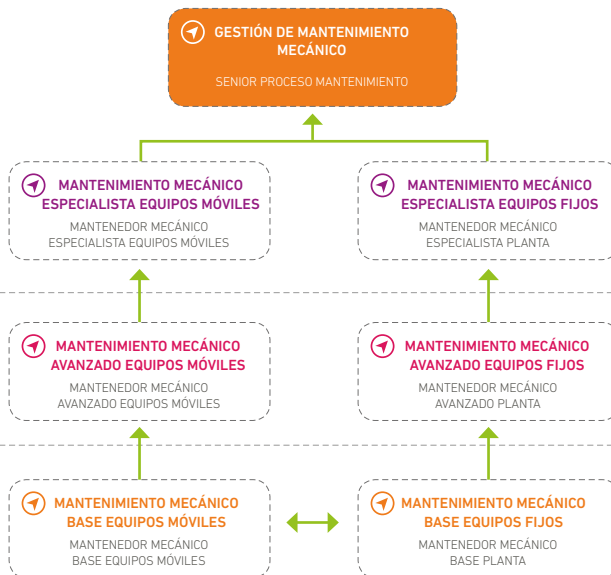 GESTIÓN DE MANTENIMIENTO
MECÁNICO
SENIOR PROCESO MANTENIMIENTO
MANTENIMIENTO MECÁNICO
ESPECIALISTA EQUIPOS MÓVILES
MANTENEDOR MECÁNICO
ESPECIALISTA EQUIPOS MÓVILES
MANTENIMIENTO MECÁNICO
ESPECIALISTA EQUIPOS FIJOS
MANTENEDOR MECÁNICO
ESPECIALISTA PLANTA
MANTENIMIENTO MECÁNICO
AVANZADO EQUIPOS MÓVILES
MANTENEDOR MECÁNICO
AVANZADO EQUIPOS MÓVILES
MANTENIMIENTO MECÁNICO
AVANZADO EQUIPOS FIJOS
MANTENEDOR MECÁNICO
AVANZADO PLANTA
MANTENIMIENTO MECÁNICO
BASE EQUIPOS MÓVILES
MANTENEDOR MECÁNICO
BASE EQUIPOS MÓVILES
MANTENIMIENTO MECÁNICO
BASE EQUIPOS FIJOS
MANTENEDOR MECÁNICO
BASE PLANTA